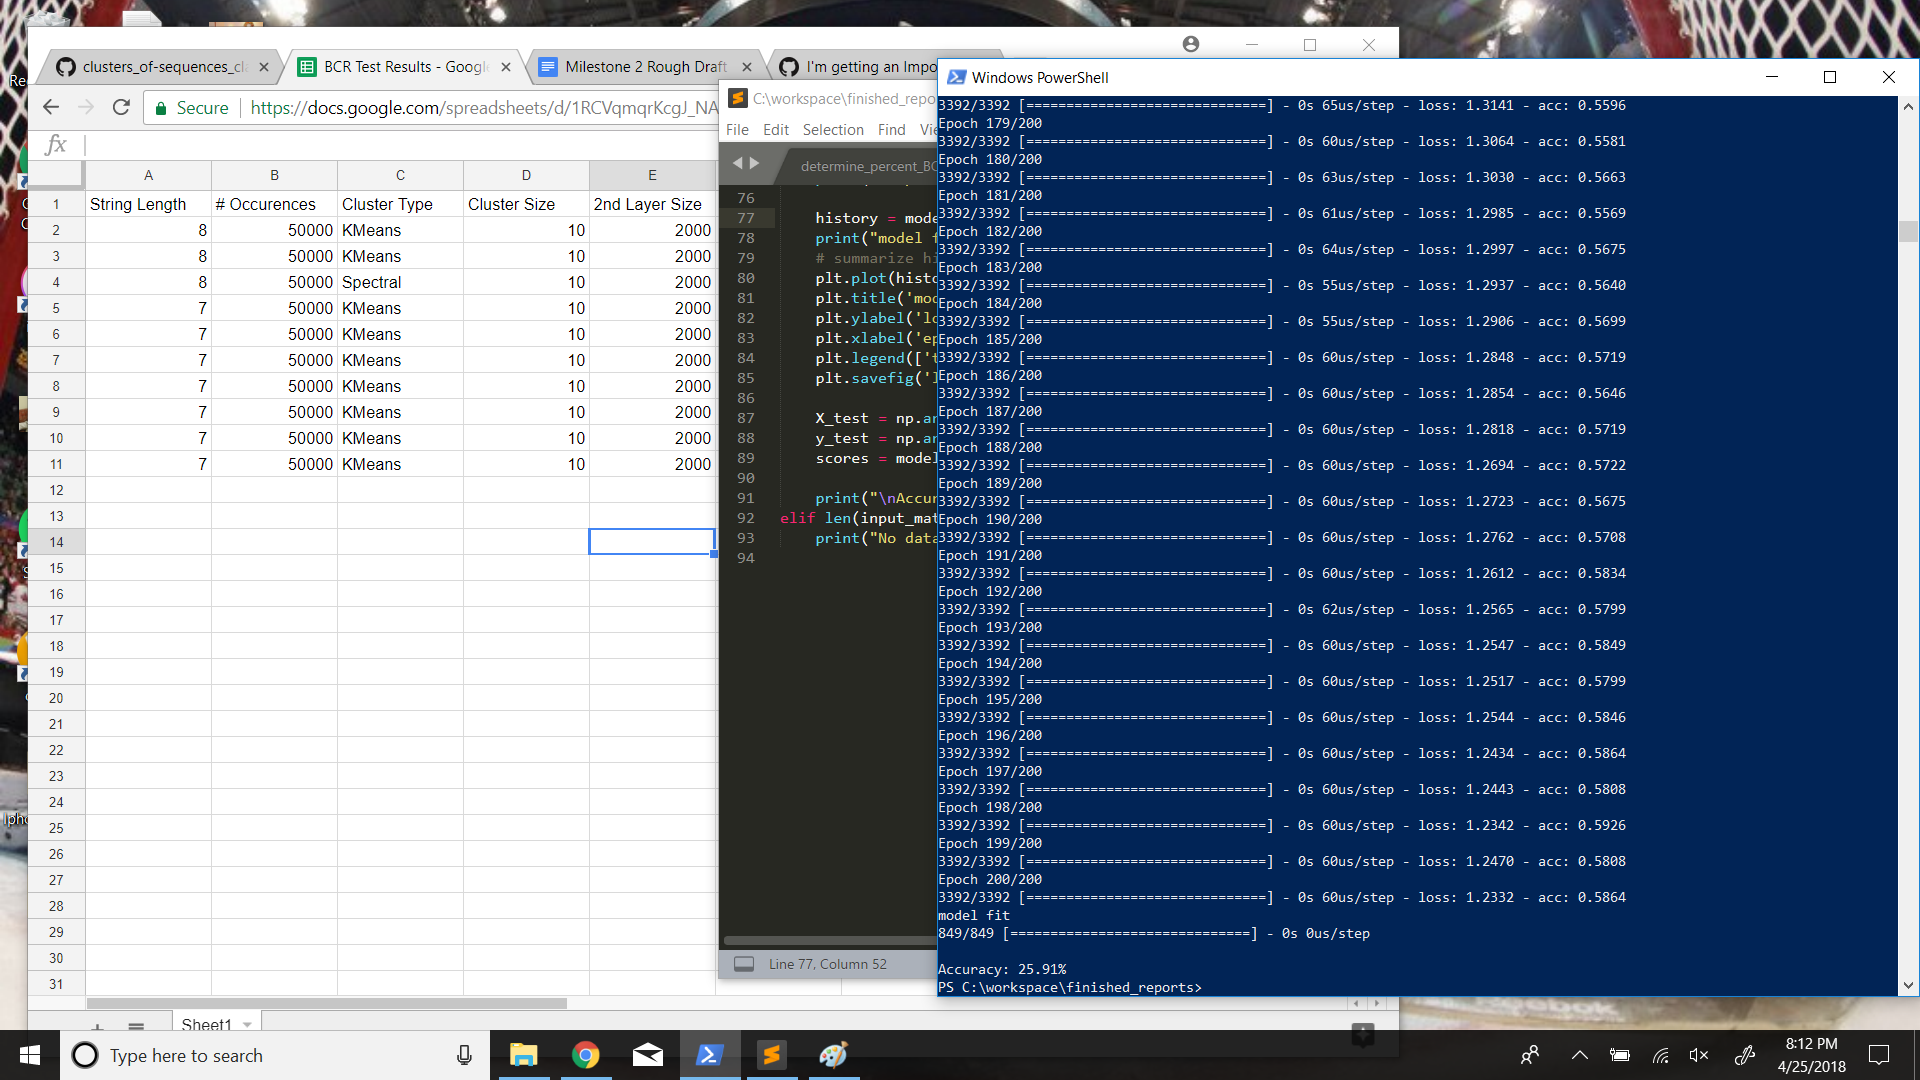 clusters_of-sequences_cl
BCR Test Results - Google
Milestone 2 Rough Draft
I'm getting an Impo
Secure
https://docs.google.com/spreadsheets/d/1RCVqmqrKcgJ_NA
fx
A B C D E
1 String Length # Occurences Cluster Type Cluster Size 2nd Layer Size
2 8 50000 KMeans 10 2000
3 8 50000 KMeans 10 2000
4 8 50000 Spectral 10 2000
5 7 50000 KMeans 10 2000
6 7 50000 KMeans 10 2000
7 7 50000 KMeans 10 2000
8 7 50000 KMeans 10 2000
9 7 50000 KMeans 10 2000
10 7 50000 KMeans 10 2000
11 7 50000 KMeans 10 2000
12
13
14
15
16
17
18
19
20
21
22
23
24
25
26
27
28
29
30
31
Sheet1
C:\workspace\finished_repo
File Edit Selection Find Vie
determine_percent_BC
76
77 history = mode
78 print("model f
79 # summarize hi
80 plt.plot(histo
81 plt.title('mod
82 plt.ylabel('lo
83 plt.xlabel('ep
84 plt.legend(['t
85 plt.savefig('l
86
87 X_test = np.ar
88 y_test = np.ar
89 scores = model
90
91 print("\nAccur
92 elif len(input_mat
93 print("No data
94
Line 77, Column 52
Windows PowerShell
3392/3392 [==============================] - 0s 65us/step - loss: 1.3141 - acc: 0.5596
Epoch 179/200
3392/3392 [==============================] - 0s 60us/step - loss: 1.3064 - acc: 0.5581
Epoch 180/200
3392/3392 [==============================] - 0s 63us/step - loss: 1.3030 - acc: 0.5663
Epoch 181/200
3392/3392 [==============================] - 0s 61us/step - loss: 1.2985 - acc: 0.5569
Epoch 182/200
3392/3392 [==============================] - 0s 64us/step - loss: 1.2997 - acc: 0.5675
Epoch 183/200
3392/3392 [==============================] - 0s 55us/step - loss: 1.2937 - acc: 0.5640
Epoch 184/200
3392/3392 [==============================] - 0s 55us/step - loss: 1.2906 - acc: 0.5699
Epoch 185/200
3392/3392 [==============================] - 0s 60us/step - loss: 1.2848 - acc: 0.5719
Epoch 186/200
3392/3392 [==============================] - 0s 60us/step - loss: 1.2854 - acc: 0.5646
Epoch 187/200
3392/3392 [==============================] - 0s 60us/step - loss: 1.2818 - acc: 0.5719
Epoch 188/200
3392/3392 [==============================] - 0s 60us/step - loss: 1.2694 - acc: 0.5722
Epoch 189/200
3392/3392 [==============================] - 0s 60us/step - loss: 1.2723 - acc: 0.5675
Epoch 190/200
3392/3392 [==============================] - 0s 60us/step - loss: 1.2762 - acc: 0.5708
Epoch 191/200
3392/3392 [==============================] - 0s 60us/step - loss: 1.2612 - acc: 0.5834
Epoch 192/200
3392/3392 [==============================] - 0s 62us/step - loss: 1.2565 - acc: 0.5799
Epoch 193/200
3392/3392 [==============================] - 0s 60us/step - loss: 1.2547 - acc: 0.5849
Epoch 194/200
3392/3392 [==============================] - 0s 60us/step - loss: 1.2517 - acc: 0.5799
Epoch 195/200
3392/3392 [==============================] - 0s 60us/step - loss: 1.2544 - acc: 0.5846
Epoch 196/200
3392/3392 [==============================] - 0s 60us/step - loss: 1.2434 - acc: 0.5864
Epoch 197/200
3392/3392 [==============================] - 0s 60us/step - loss: 1.2443 - acc: 0.5808
Epoch 198/200
3392/3392 [==============================] - 0s 60us/step - loss: 1.2342 - acc: 0.5926
Epoch 199/200
3392/3392 [==============================] - 0s 60us/step - loss: 1.2470 - acc: 0.5808
Epoch 200/200
3392/3392 [==============================] - 0s 60us/step - loss: 1.2332 - acc: 0.5864
model fit
849/849 [==============================] - 0s 0us/step
Accuracy: 25.91%
PS C:\workspace\finished_reports>
Type here to search
8:12 PM
4/25/2018